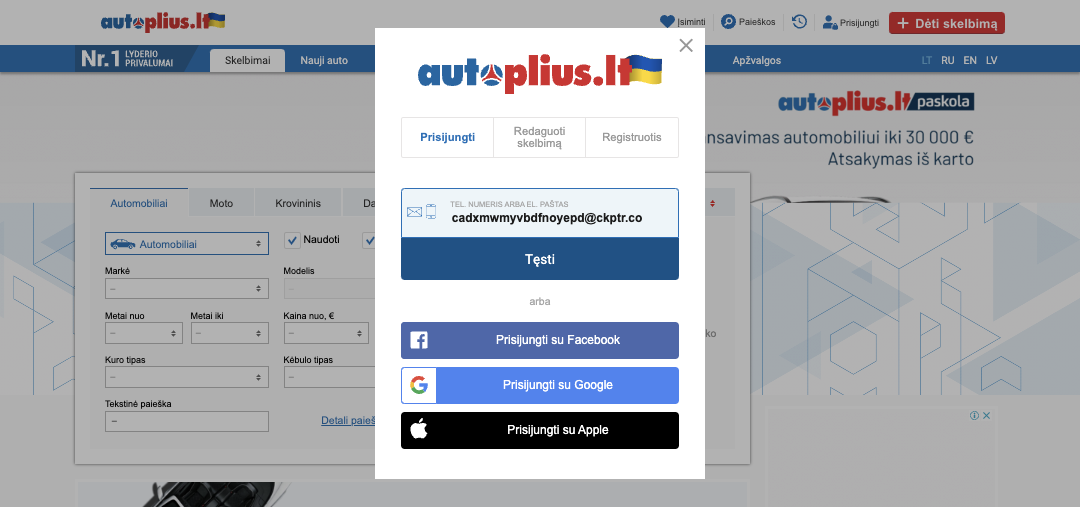 autoplius.lt
Įsiminti
Paieškos
Prisijungti
+ Dėti skelbimą
Nr.1 LYDERIO
PRIVALUMAI
Skelbimai
Nauji auto
Apžvalgos
LT RU EN LV
autoplius.lt
Prisijungti
Redaguoti
skelbimą
Registruotis
TEL. NUMERIS ARBA EL. PAŠTAS
cadxmwmyvbdfnoyepd@ckptr.co
Tęsti
arba
Prisijungti su Facebook
Prisijungti su Google
Prisijungti su Apple
autoplius.lt paskola
nsavimas automobiliui iki 30 000 €
Atsakymas iš karto
Automobiliai
Moto
Krovininis
Da
Automobiliai
Naudoti
Markė
Modelis
–
–
Metai nuo
Metai iki
Kaina nuo, €
–
–
–
ko
Kuro tipas
Kėbulo tipas
–
–
Tekstinė paieška
–
Detali paieš